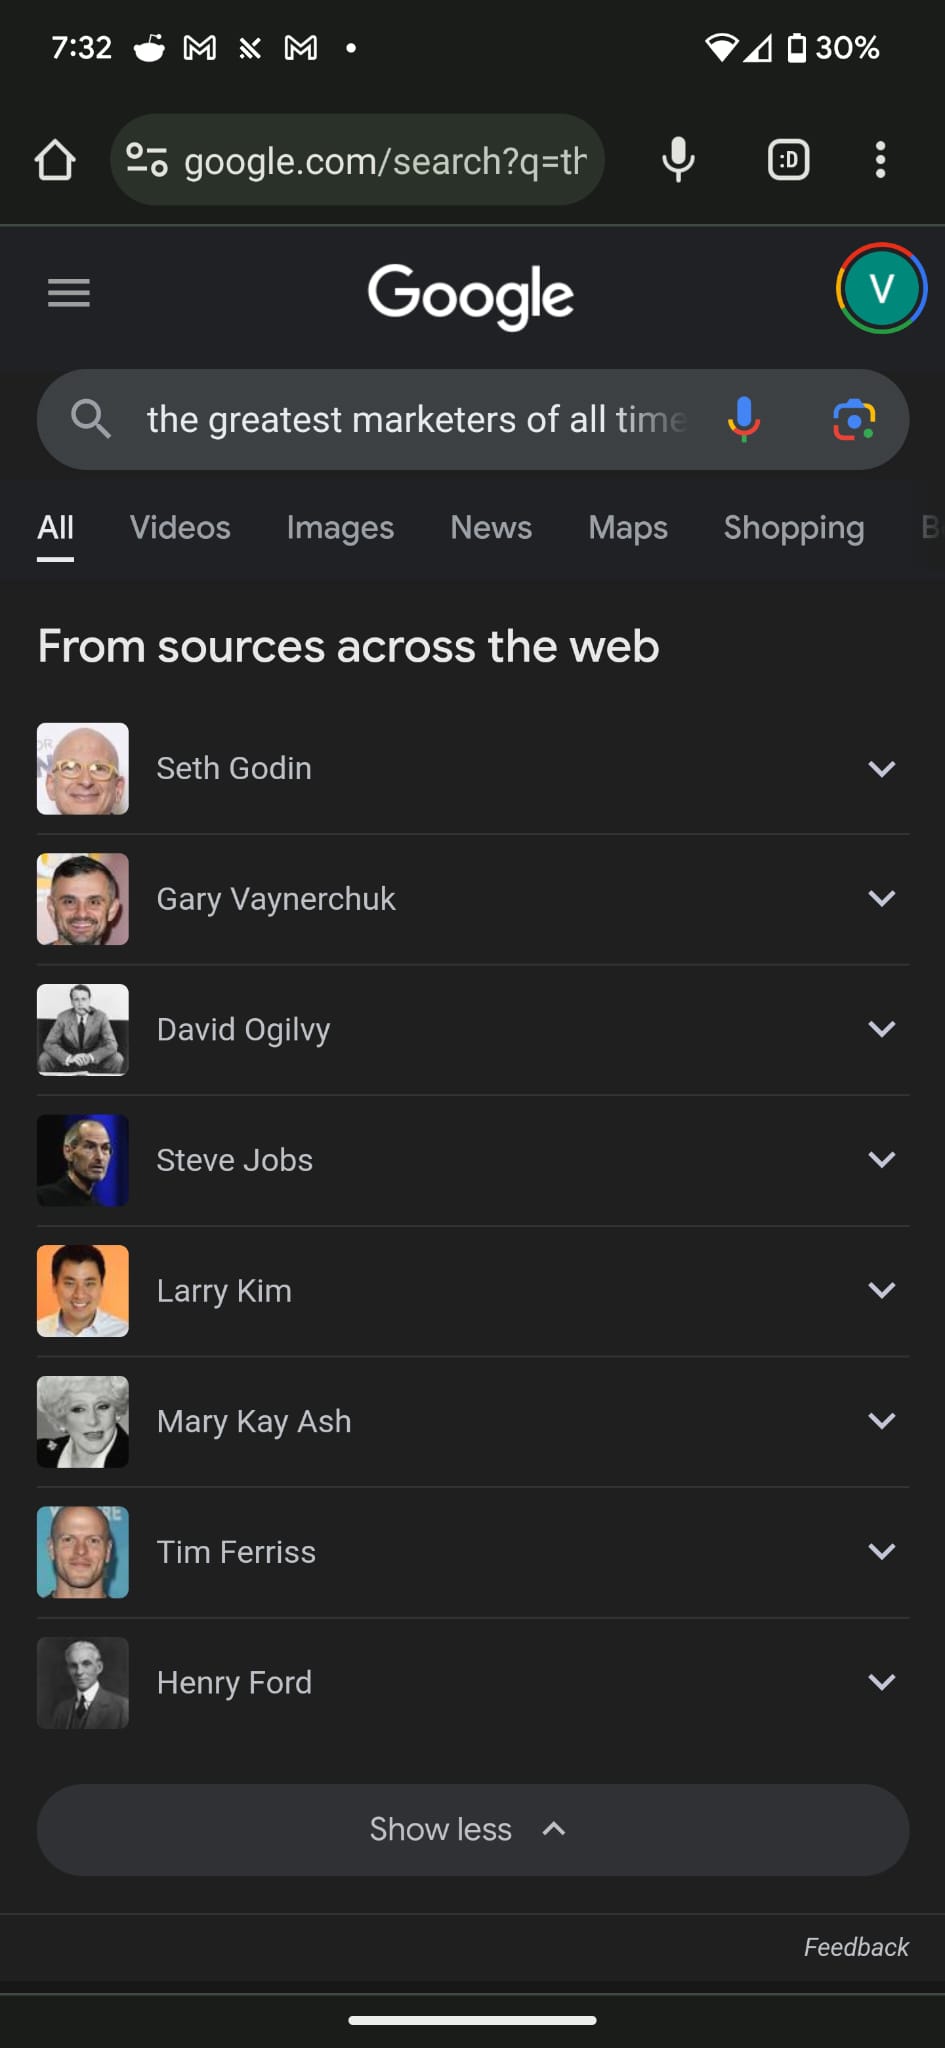 7:32 30%
google.com/search?q=th
:D
Google
V
the greatest marketers of all time
All Videos Images News Maps Shopping B
From sources across the web
Seth Godin
Gary Vaynerchuk
David Ogilvy
Steve Jobs
Larry Kim
Mary Kay Ash
Tim Ferriss
Henry Ford
Show less
Feedback